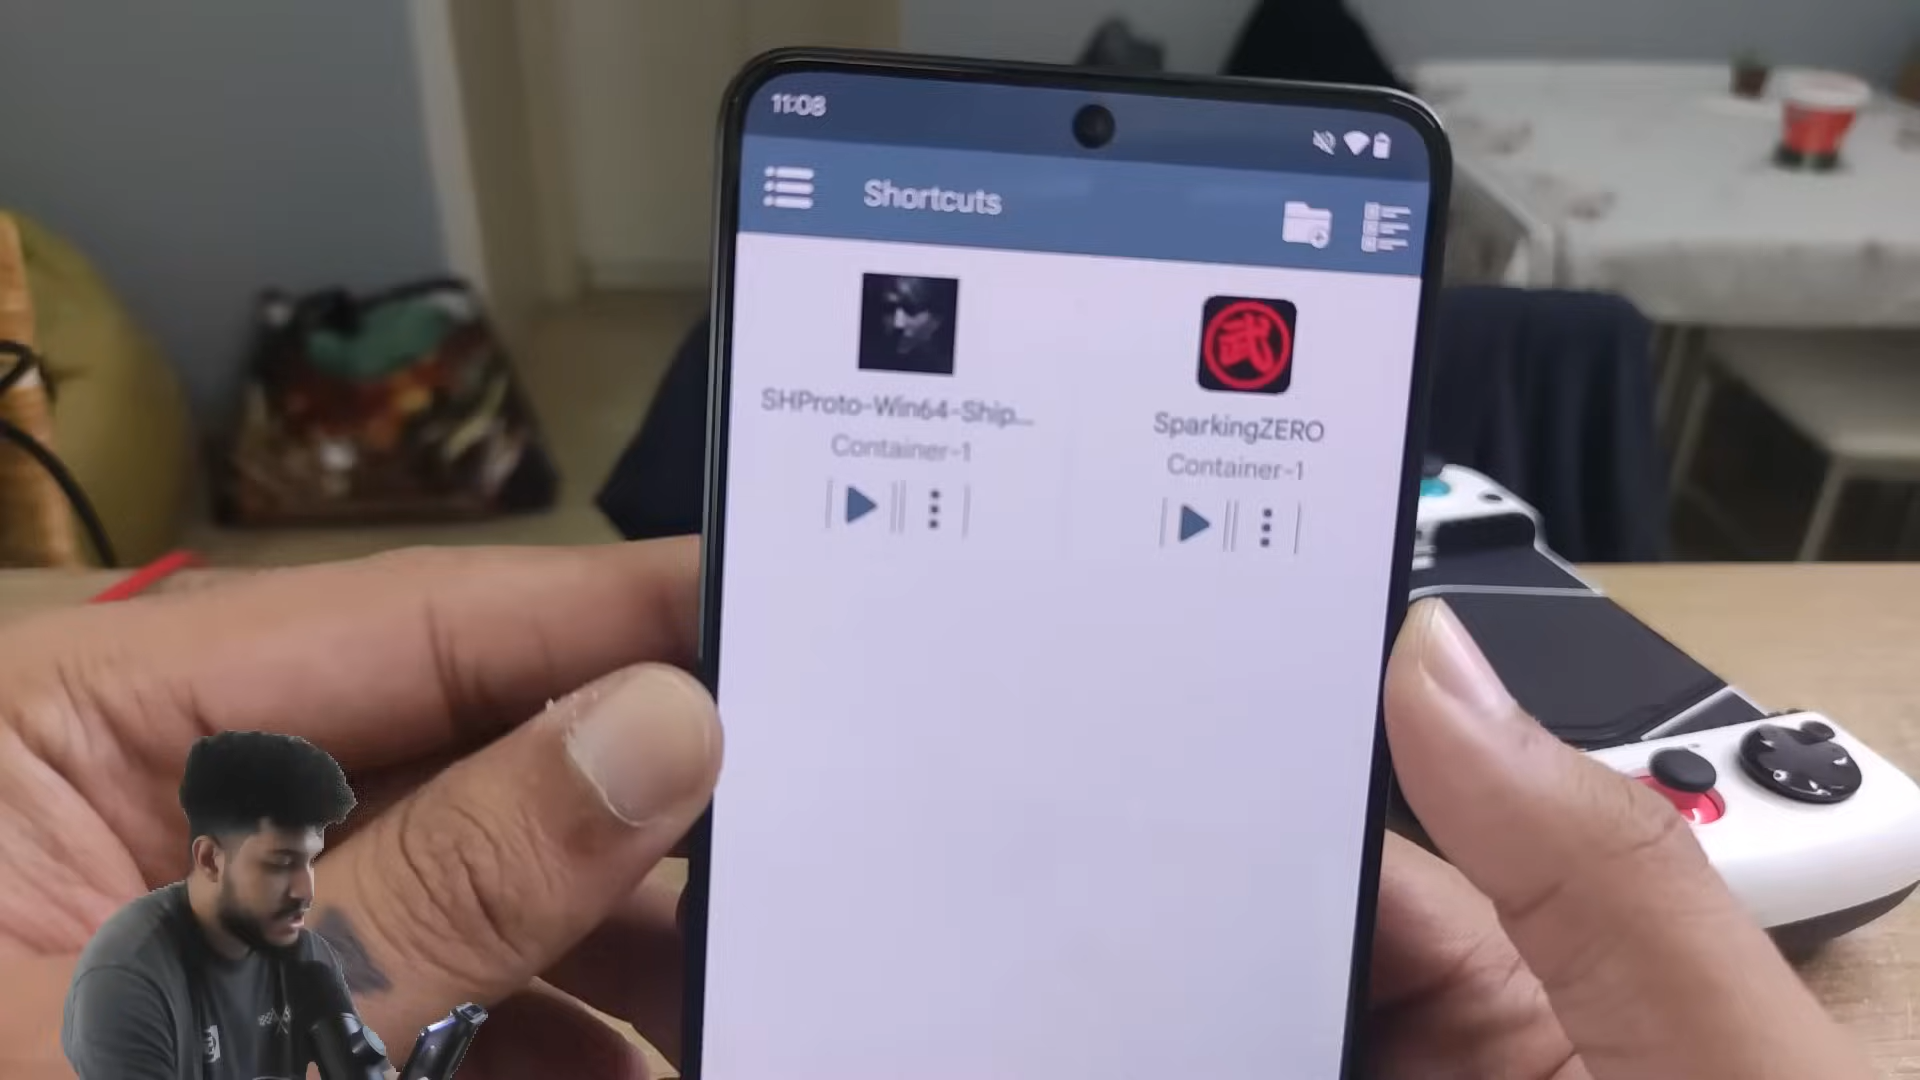 11:08
Shortcuts
武
SHProto-Win64-Ship...
Container-1
SparkingZERO
Container-1